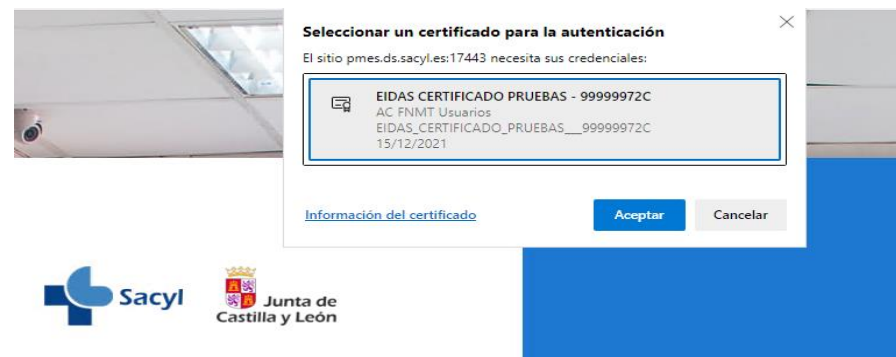 Seleccionar un certificado para la autenticación
El sitio pmes.ds.sacyl.es:17443 necesita sus credenciales:
EIDAS CERTIFICADO PRUEBAS - 99999972C
AC FNMT Usuarios
EIDAS_CERTIFICADO_PRUEBAS___99999972C
15/12/2021
Información del certificado
Aceptar
Cancelar
Sacyl
Junta de
Castilla y León